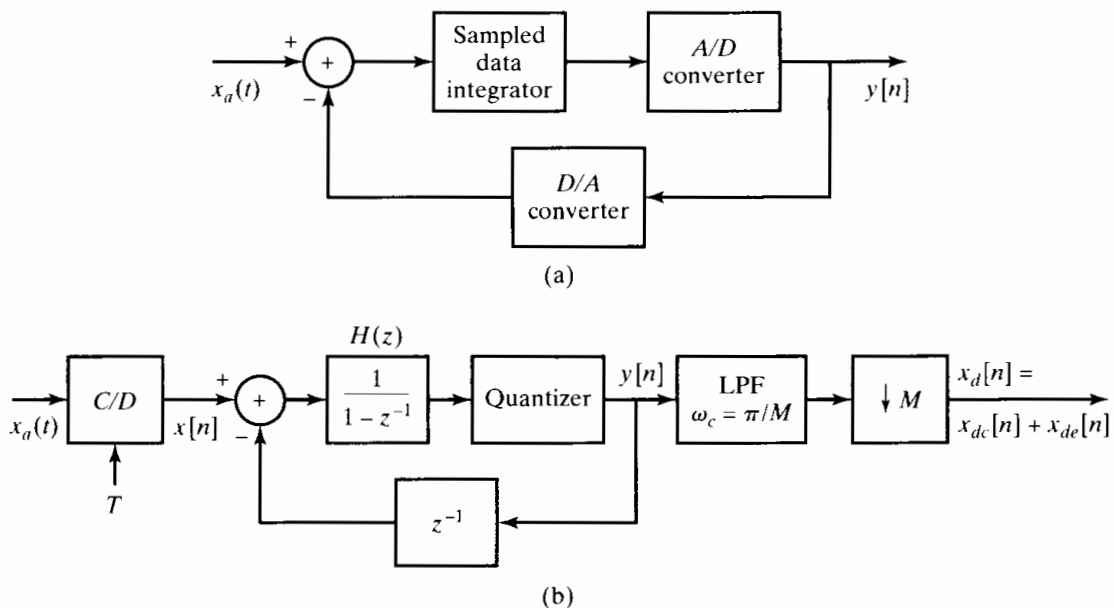 +
+
−
x_a(t)
Sampled
data
integrator
A/D
converter
y[n]
D/A
converter
(a)
H(z)
x_a(t)
C/D
T
+
x[n]
+
−
1
1 − z^{-1}
Quantizer
y[n]
LPF
ω_c = π/M
↓ M
x_d[n] =
x_{dc}[n] + x_{de}[n]
z^{-1}
(b)